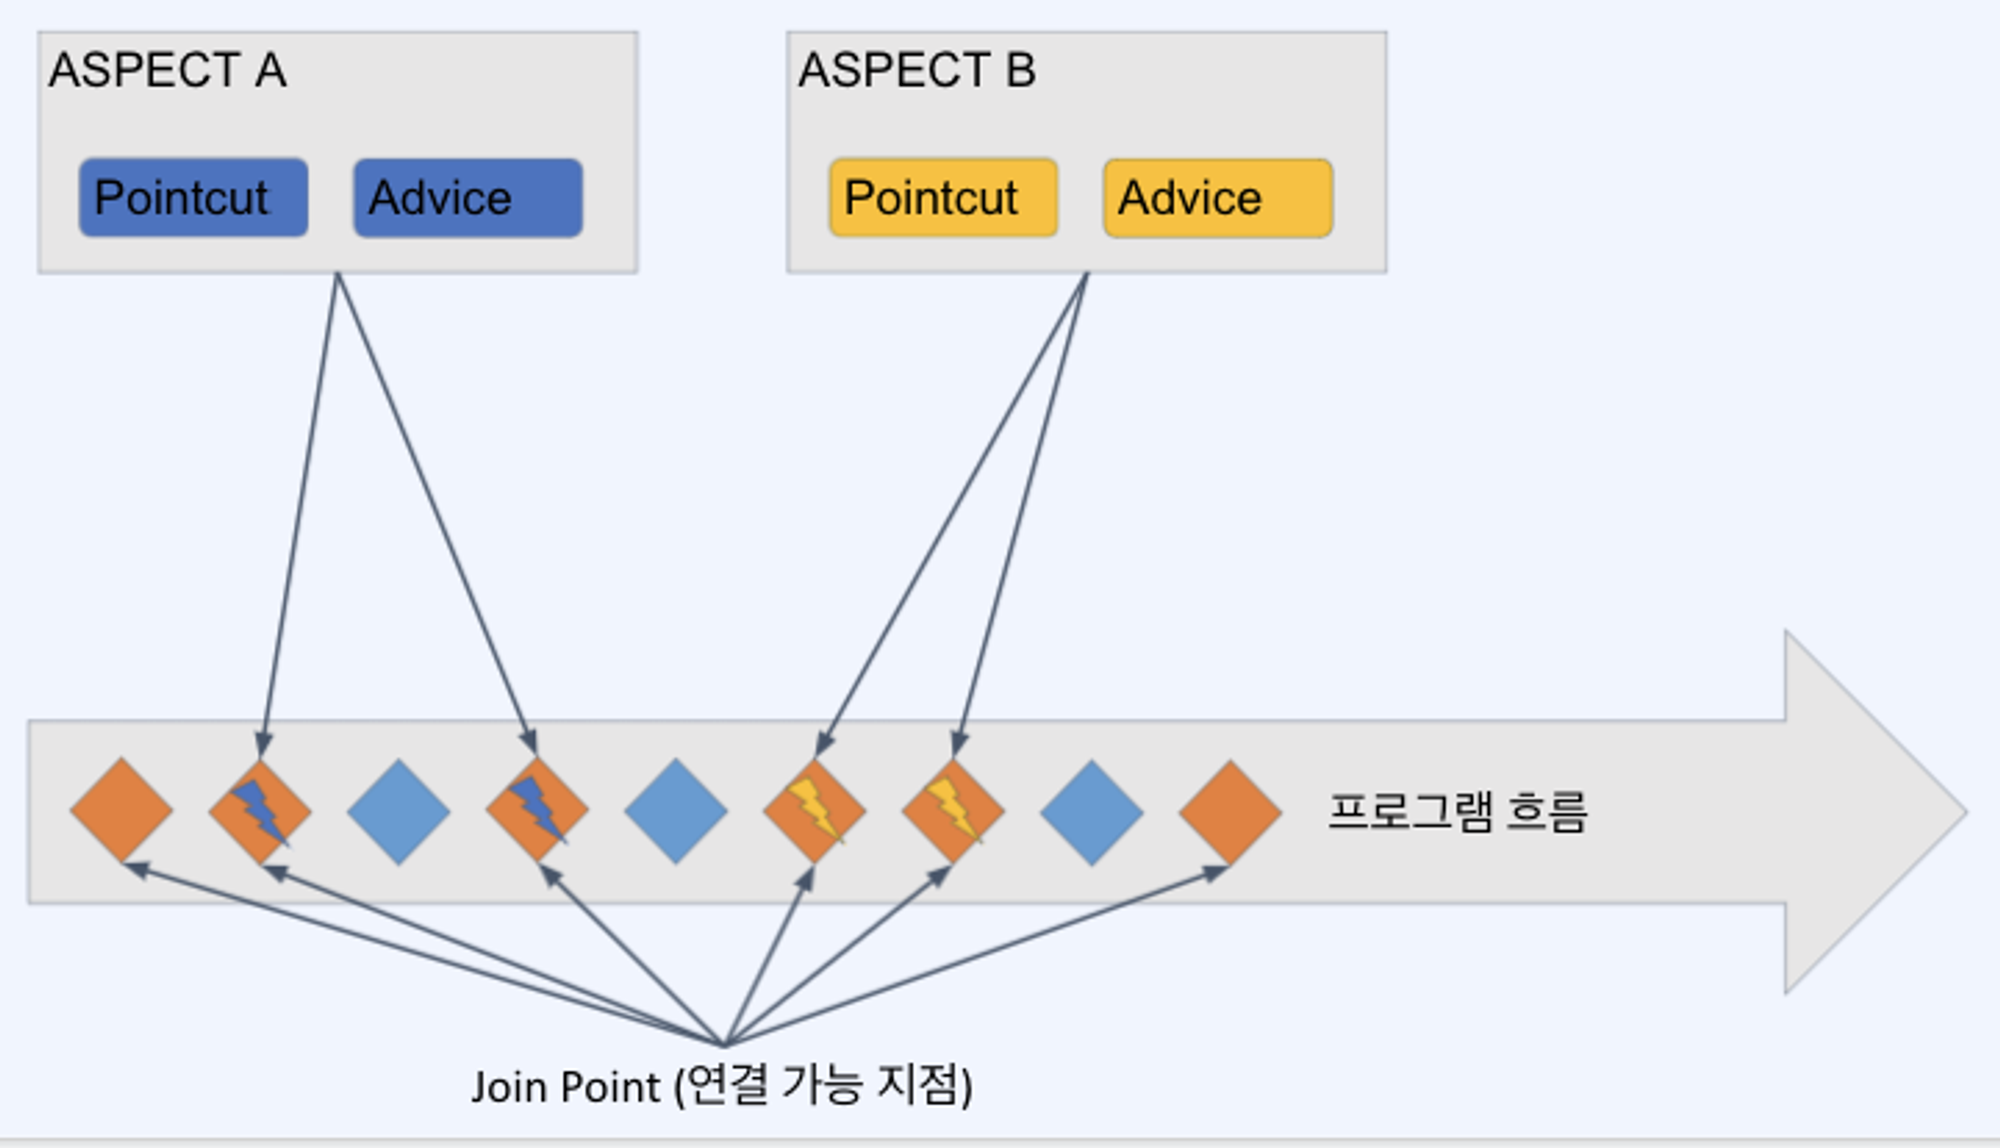 ASPECT A
Pointcut
Advice
ASPECT B
Pointcut
Advice
프로그램 흐름
Join Point (연결 가능 지점)